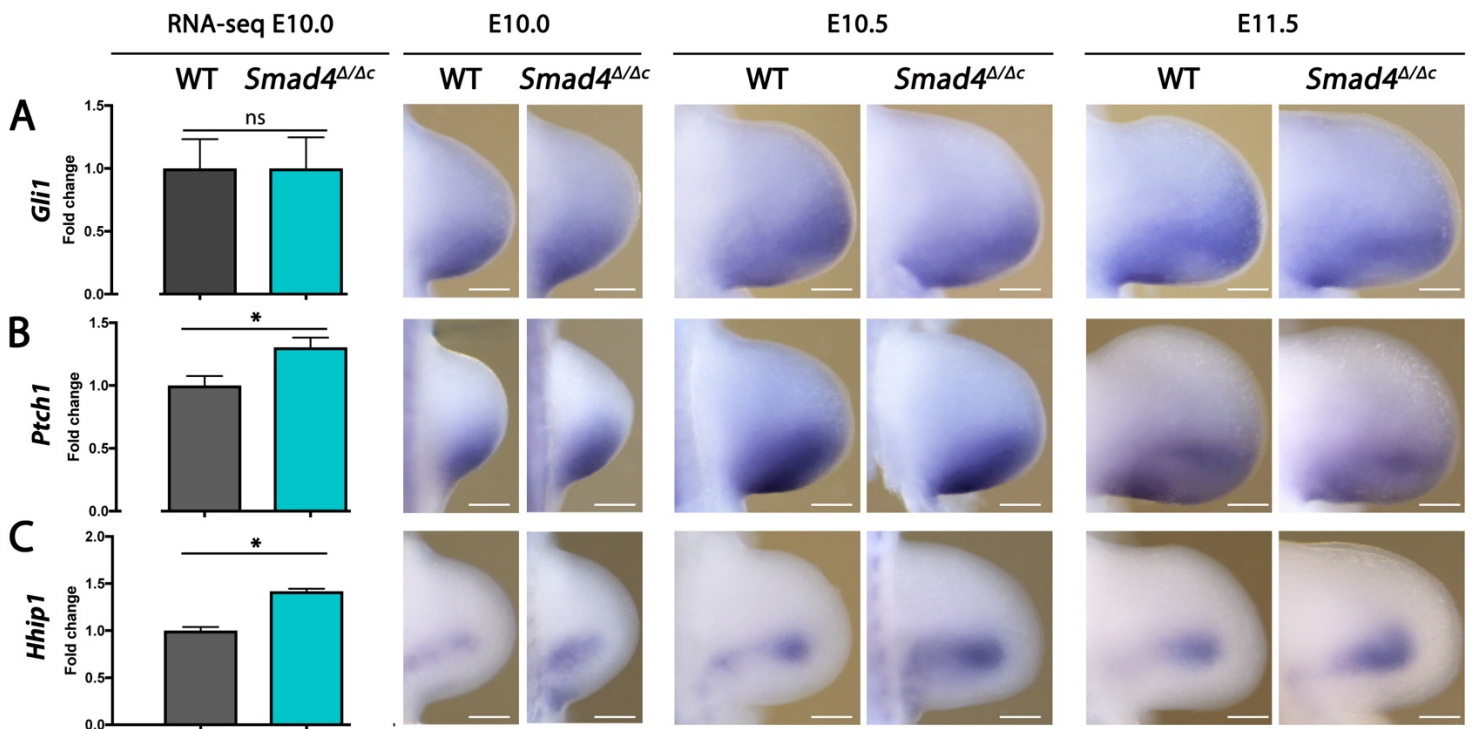 RNA-seq E10.0 E10.0 E10.5 E11.5
WT Smad4Δ/Δc WT Smad4Δ/Δc WT Smad4Δ/Δc WT Smad4Δ/Δc
A
Gli1
Fold change
1.5
1.0
0.5
0.0
ns
B
Ptch1
Fold change
1.5
1.0
0.5
0.0
*
C
Hhip1
Fold change
2.0
1.5
1.0
0.5
0.0
*